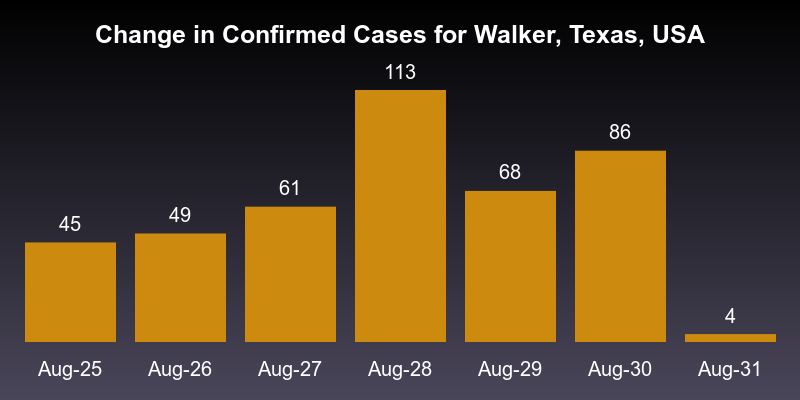 Change in Confirmed Cases for Walker, Texas, USA
45 49 61 113 68 86 4
Aug-25 Aug-26 Aug-27 Aug-28 Aug-29 Aug-30 Aug-31